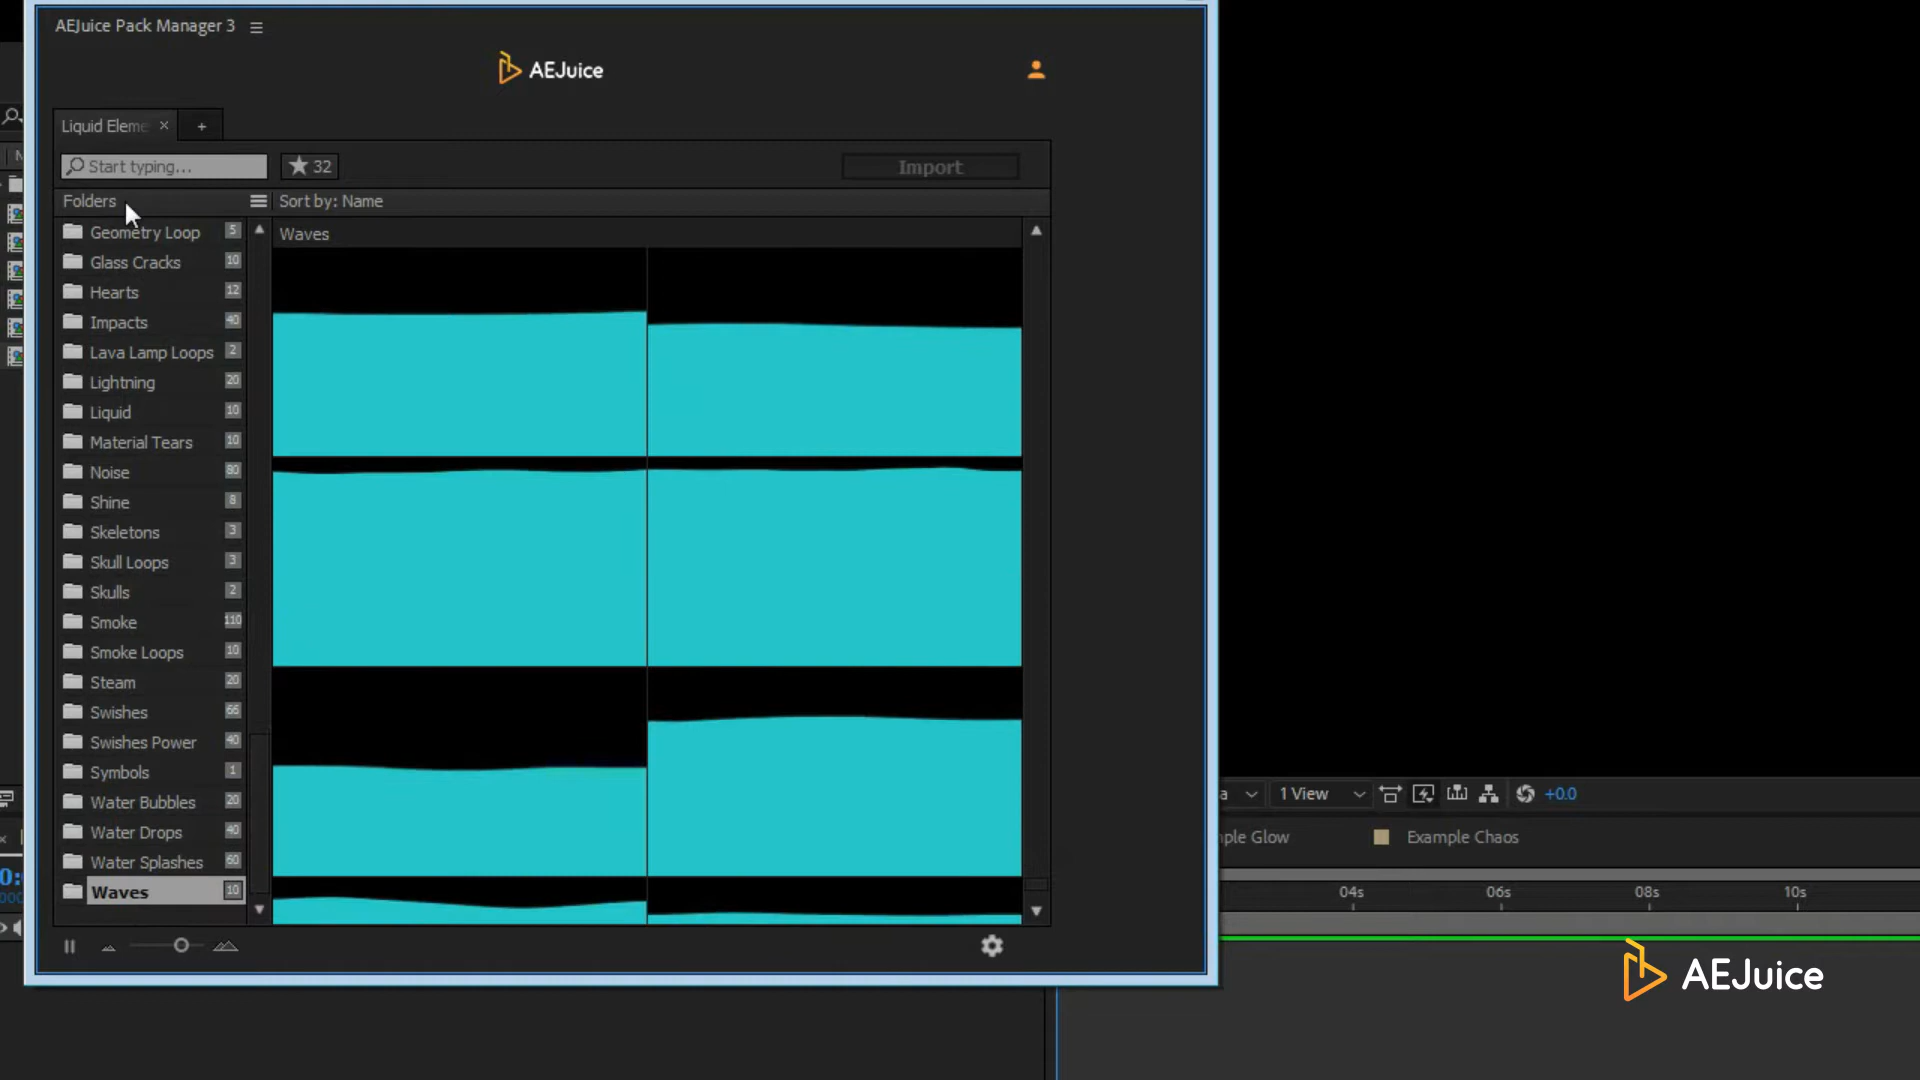 AEJuice Pack Manager 3
AEJuice
Liquid Eleme
Start typing...
32
Import
Folders
Sort by: Name
Geometry Loop 5
Waves
Glass Cracks 10
Hearts 12
Impacts 40
Lava Lamp Loops 2
Lightning 20
Liquid 10
Material Tears 10
Noise 80
Shine 8
Skeletons 3
Skull Loops 3
Skulls 2
Smoke 110
Smoke Loops 10
Steam 20
Swishes 66
Swishes Power 40
Symbols 1
Water Bubbles 20
Water Drops 40
Water Splashes 60
Waves 10
a
1 View
+0.0
ple Glow
Example Chaos
0:
04s
06s
08s
10s
AEJuice